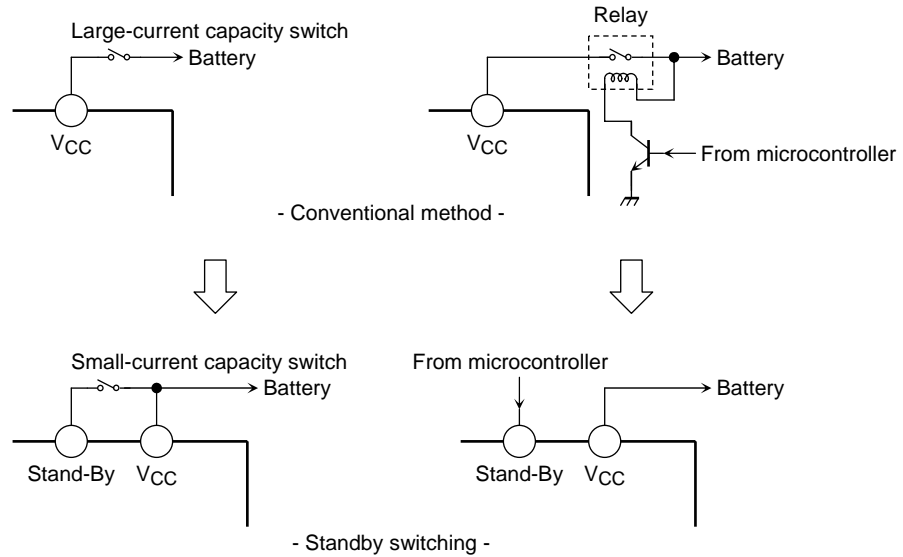 Relay
Large-current capacity switch
Battery
Battery
VCC
VCC
From microcontroller
- Conventional method -
Small-current capacity switch
From microcontroller
Battery
Battery
Stand-By
VCC
Stand-By
VCC
- Standby switching -